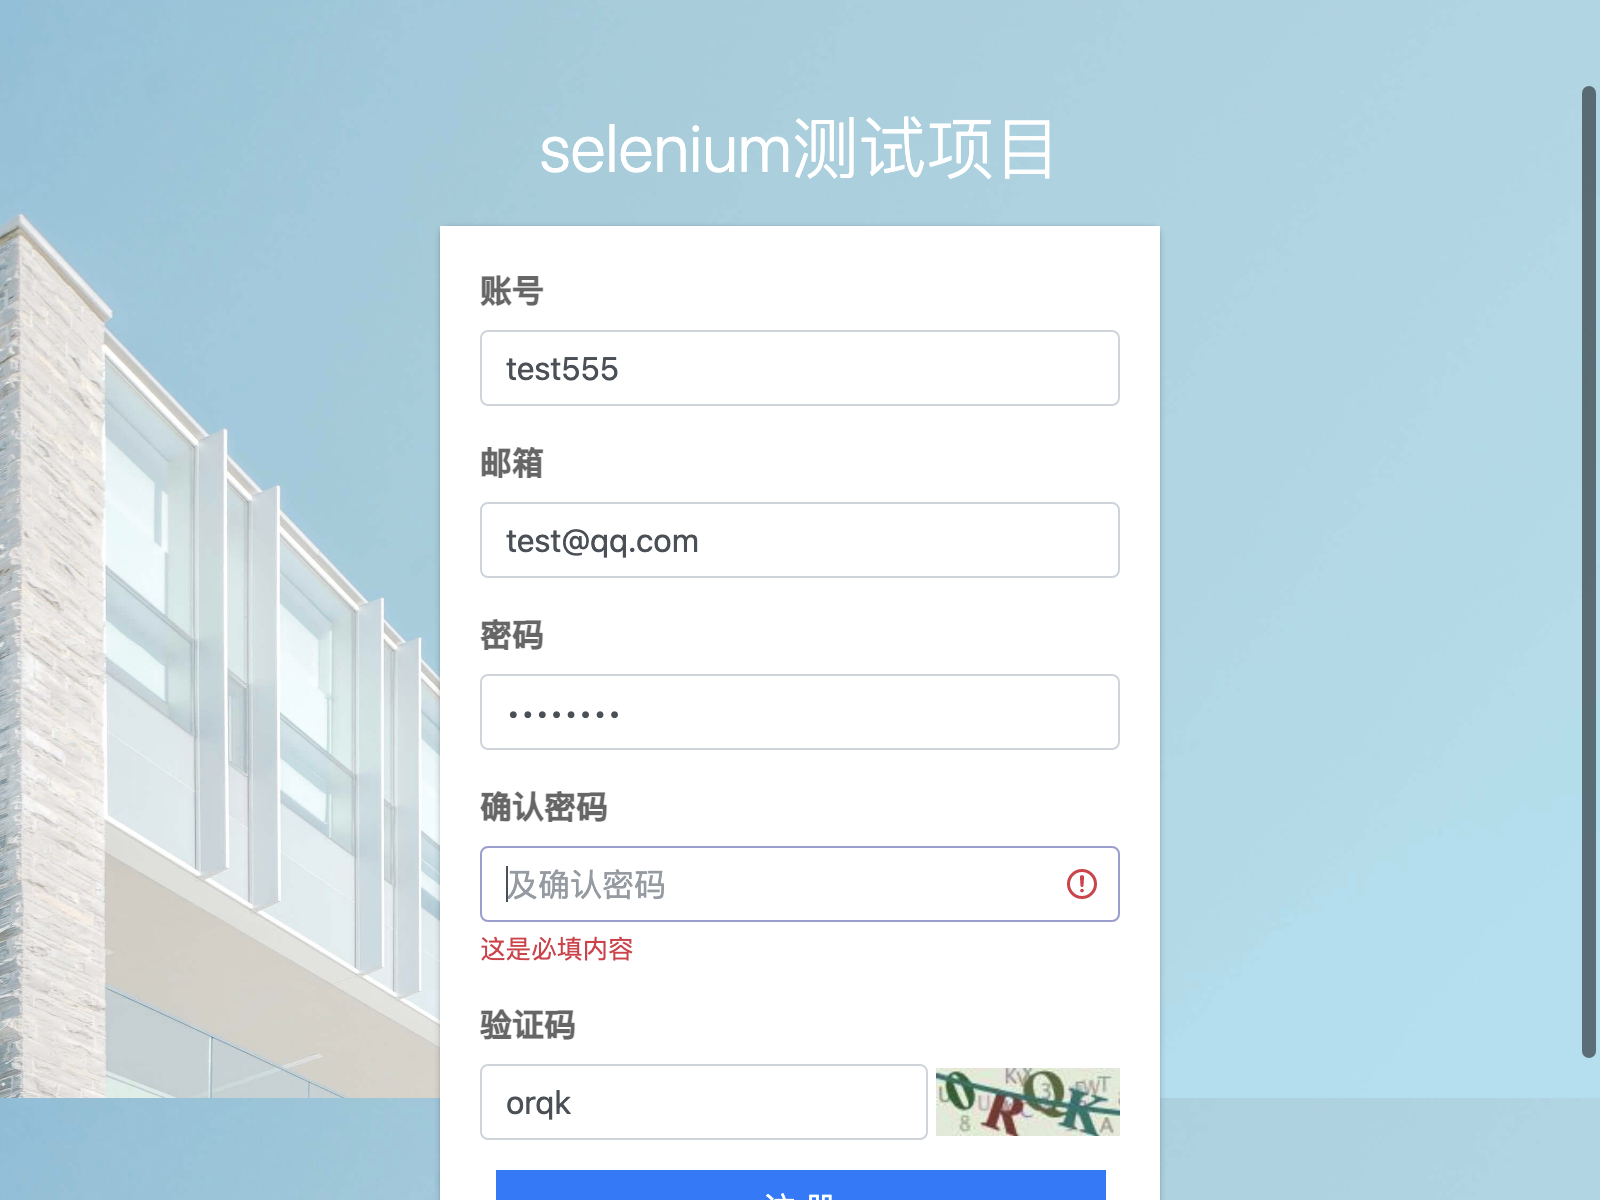 selenium测试项目
账号
test555
邮箱
test@qq.com
密码
••••••••
确认密码
及确认密码
这是必填内容
验证码
orqk
ORQK
注 册